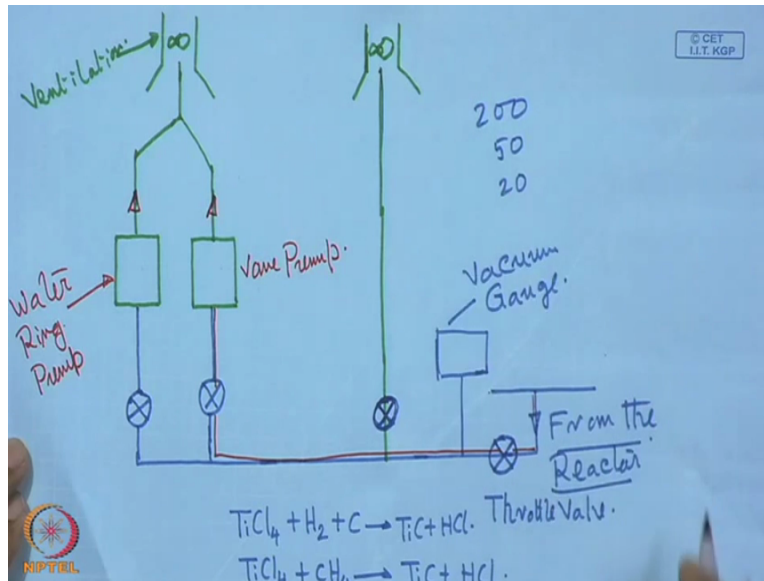 Ventilation
© CET
I.I.T. KGP
200
50
20
Water
Ring
Pump
Vane Pump.
Vacuum
Gauge.
From the
Reactor
Throttle Valve.
TiCl4 + H2 + C → TiC + HCl.
TiCl4 + CH4 → TiC + HCl.
NPTEL